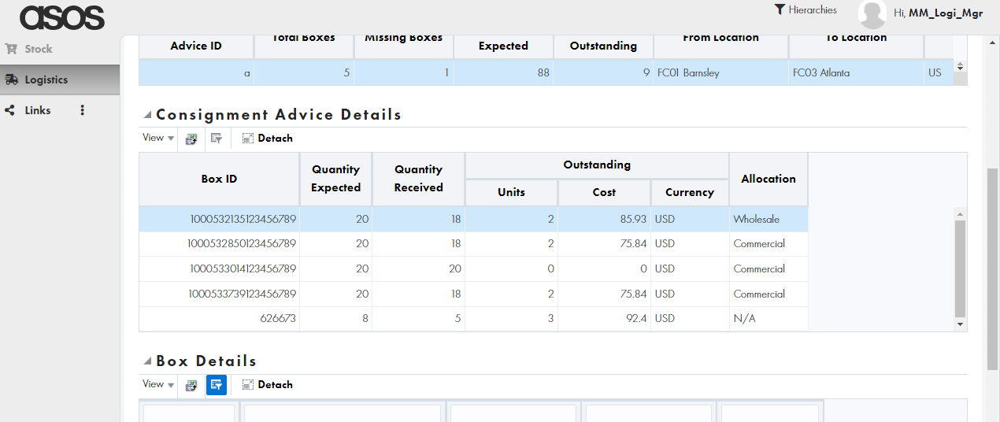 asos
Hierarchies
Hi, MM_Logi_Mgr
Stock
Logistics
Links
Advice ID Total Boxes Missing Boxes Expected Outstanding From Location To Location
a 5 1 88 9 FC01 Barnsley FC03 Atlanta US
Consignment Advice Details
View Detach
Box ID Quantity Expected Quantity Received Outstanding Allocation
Units Cost Currency
1000532135123456789 20 18 2 85.93 USD Wholesale
1000532850123456789 20 18 2 75.84 USD Commercial
1000533014123456789 20 20 0 0 USD Commercial
1000533739123456789 20 18 2 75.84 USD Commercial
626673 8 5 3 92.4 USD N/A
Box Details
View Detach